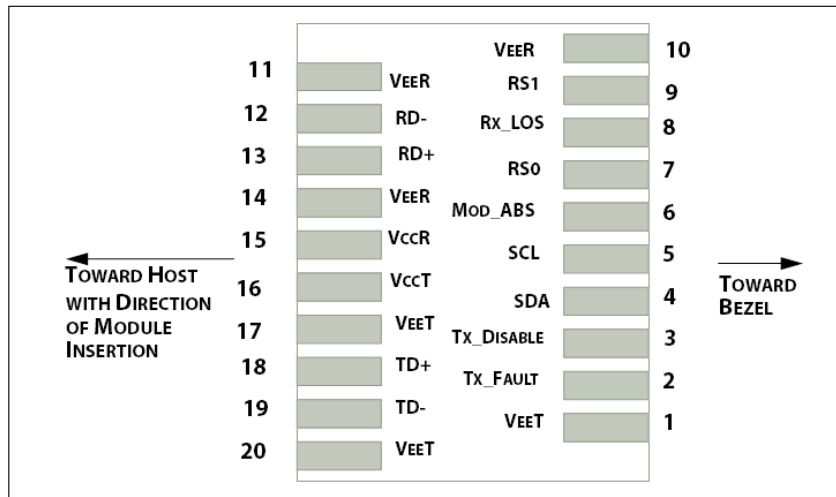 VEER 10
11 VEER RS1 9
12 RD- RX_LOS 8
13 RD+ RS0 7
14 VEER MOD_ABS 6
15 VCCR SCL 5
TOWARD HOST
WITH DIRECTION
OF MODULE
INSERTION
16 VCCT SDA 4
TOWARD
BEZEL
17 VEET TX_DISABLE 3
18 TD+ TX_FAULT 2
19 TD- VEET 1
20 VEET